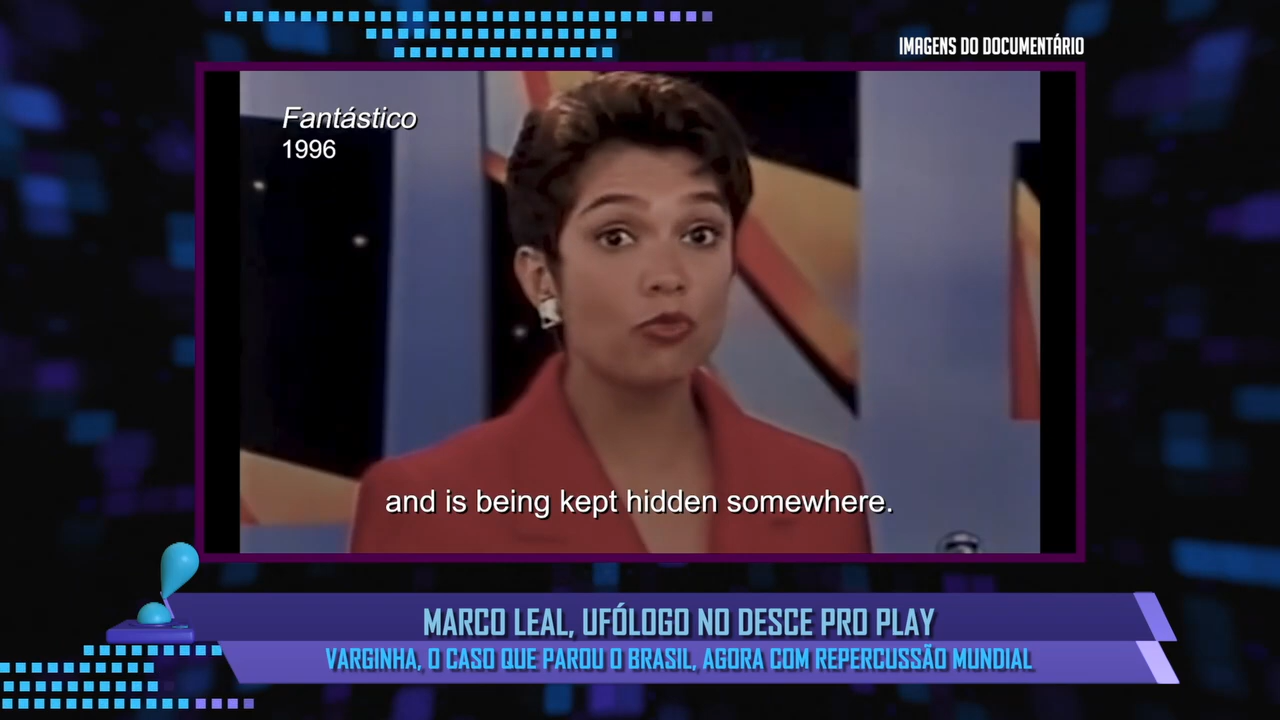 IMAGENS DO DOCUMENTÁRIO
Fantástico
1996
and is being kept hidden somewhere.
MARCO LEAL, UFÓLOGO NO DESCE PRO PLAY
VARGINHA, O CASO QUE PAROU O BRASIL, AGORA COM REPERCUSSÃO MUNDIAL